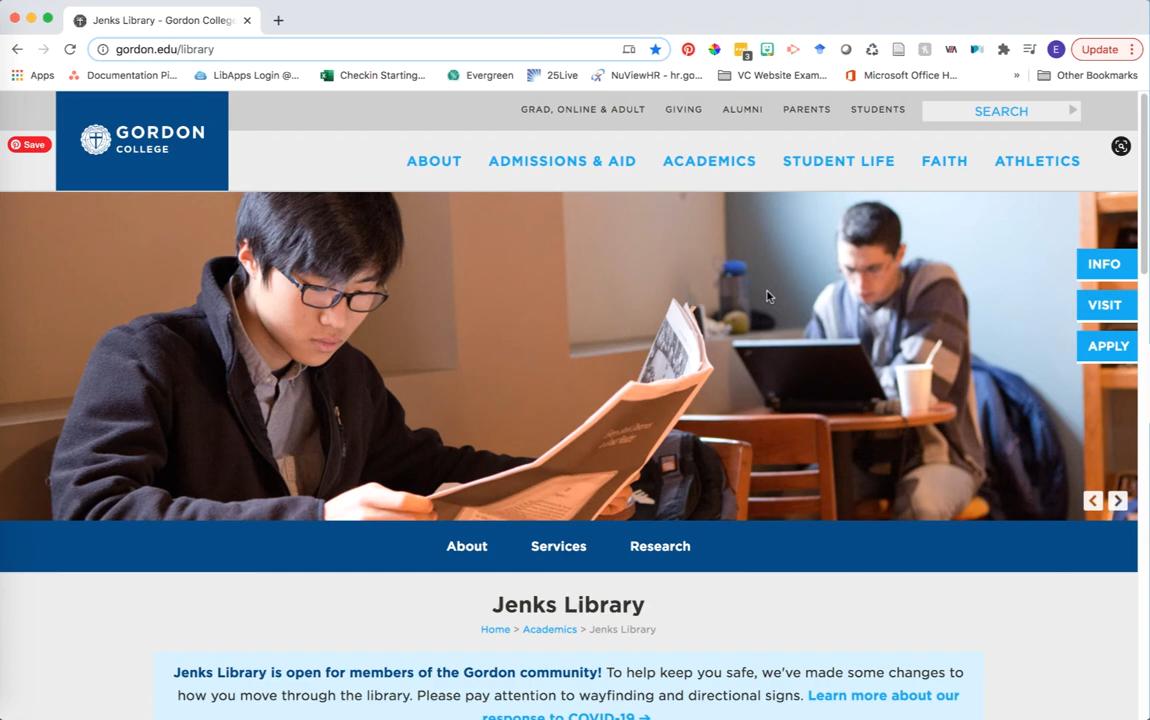 Jenks Library - Gordon Colleg
gordon.edu/library
3
E
Update
Apps
Documentation Pi...
LibApps Login @...
Checkin Starting...
Evergreen
25Live
NuViewHR - hr.go...
VC Website Exam...
Microsoft Office H...
»
Other Bookmarks
GRAD, ONLINE & ADULT
GIVING
ALUMNI
PARENTS
STUDENTS
SEARCH
Save
GORDON
COLLEGE
ABOUT
ADMISSIONS & AID
ACADEMICS
STUDENT LIFE
FAITH
ATHLETICS
INFO
VISIT
APPLY
About
Services
Research
Jenks Library
Home > Academics > Jenks Library
Jenks Library is open for members of the Gordon community! To help keep you safe, we've made some changes to
how you move through the library. Please pay attention to wayfinding and directional signs. Learn more about our
response to COVID-19 →